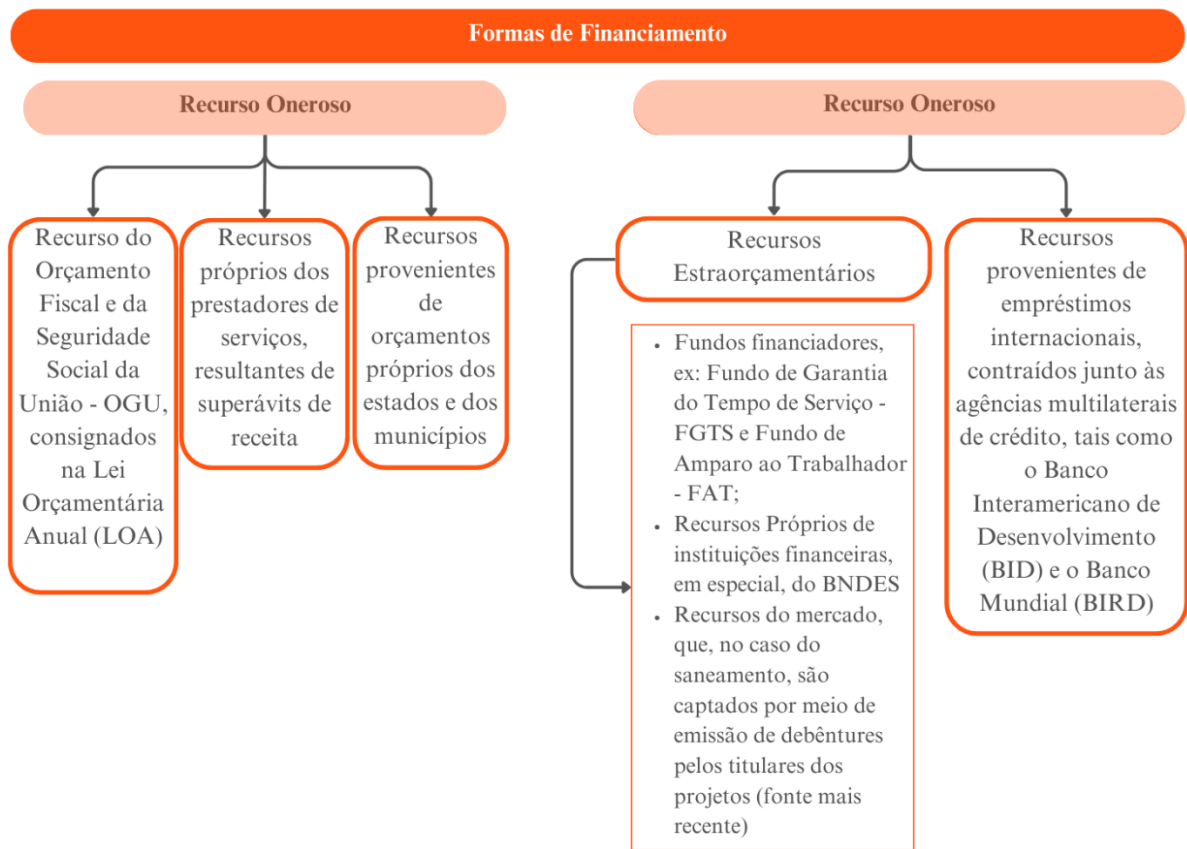 Formas de Financiamento
Recurso Oneroso
Recurso do
Orçamento
Fiscal e da
Seguridade
Social da
União - OGU,
consignados
na Lei
Orçamentária
Anual (LOA)
Recursos
próprios dos
prestadores de
serviços,
resultantes de
superávits de
receita
Recursos
provenientes
de
orçamentos
próprios dos
estados e dos
municípios
Recurso Oneroso
Recursos
Estraorçamentários
• Fundos financiadores,
ex: Fundo de Garantia
do Tempo de Serviço -
FGTS e Fundo de
Amparo ao Trabalhador
- FAT;
• Recursos Próprios de
instituições financeiras,
em especial, do BNDES
• Recursos do mercado,
que, no caso do
saneamento, são
captados por meio de
emissão de debêntures
pelos titulares dos
projetos (fonte mais
recente)
Recursos
provenientes de
empréstimos
internacionais,
contraídos junto às
agências multilaterais
de crédito, tais como
o Banco
Interamericano de
Desenvolvimento
(BID) e o Banco
Mundial (BIRD)